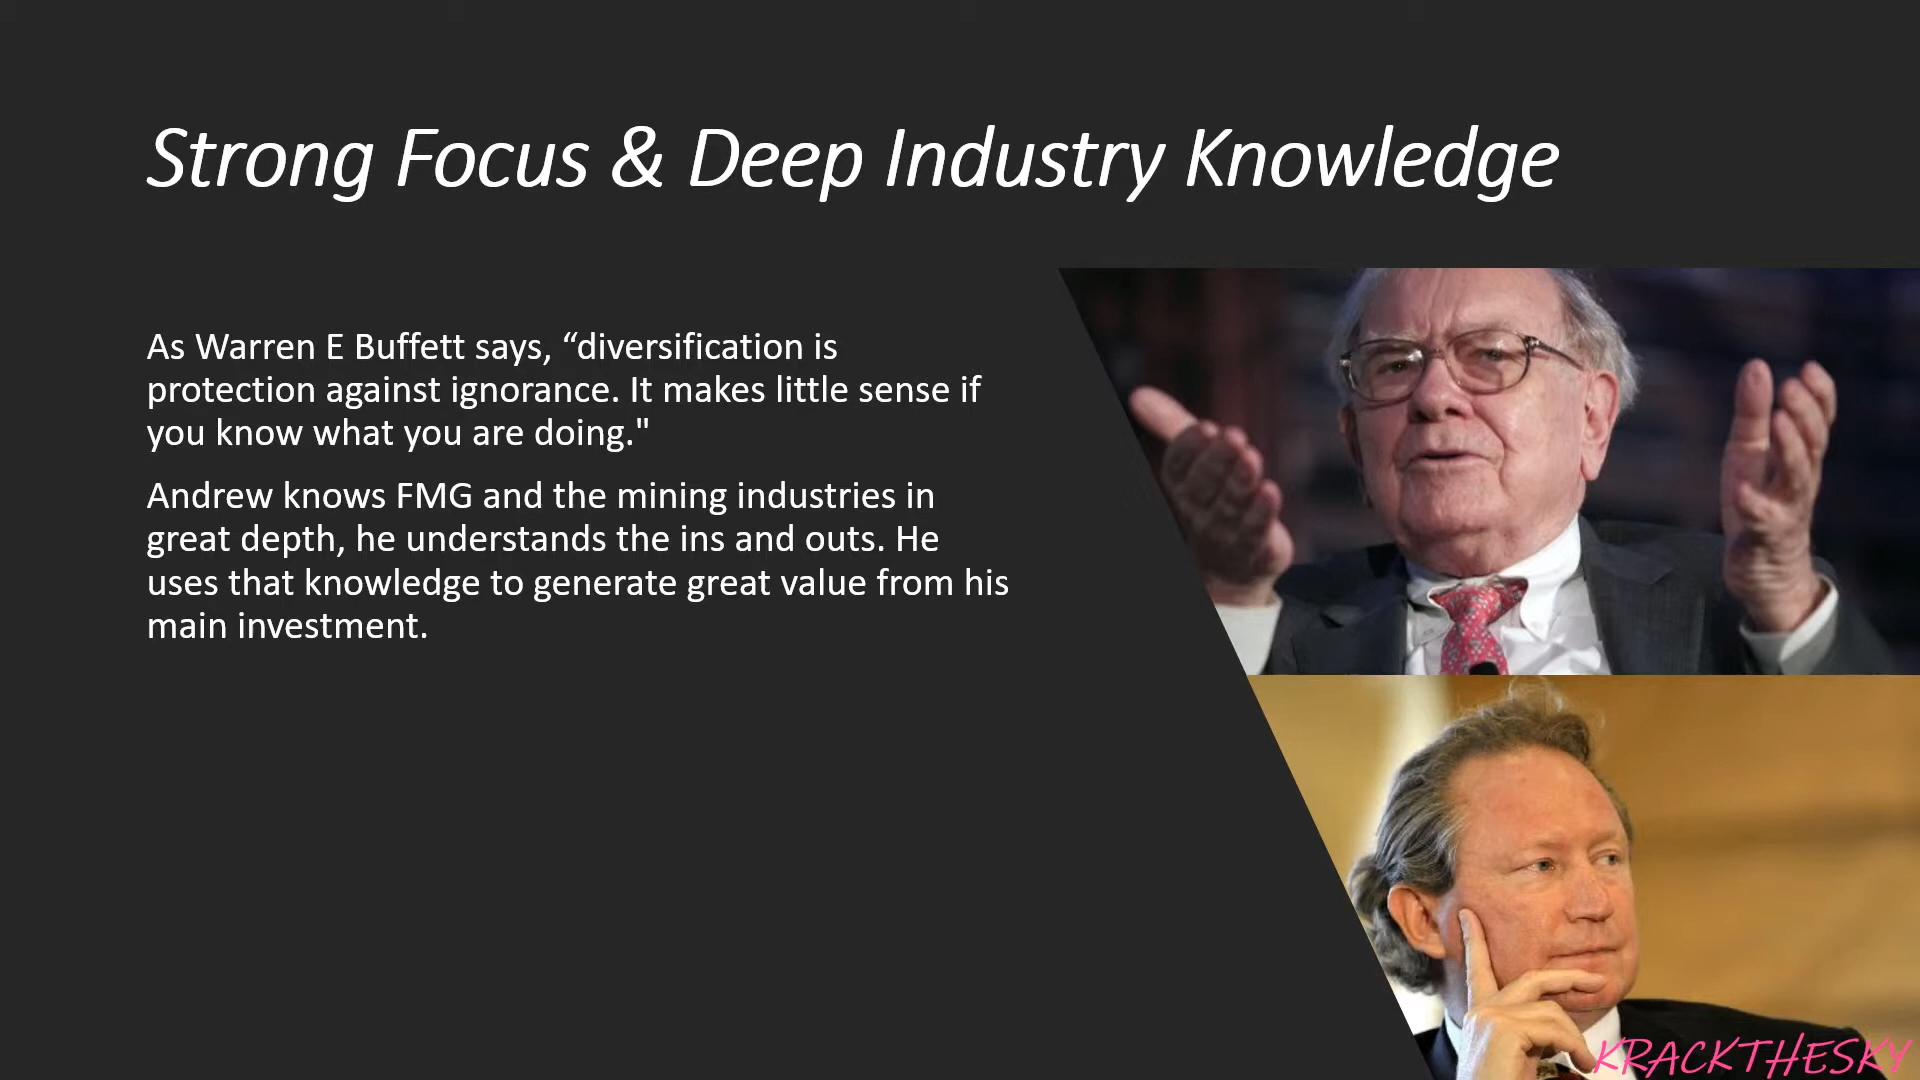 Strong Focus & Deep Industry Knowledge
As Warren E Buffett says, “diversification is
protection against ignorance. It makes little sense if
you know what you are doing."
Andrew knows FMG and the mining industries in
great depth, he understands the ins and outs. He
uses that knowledge to generate great value from his
main investment.
KRACKTHESKY